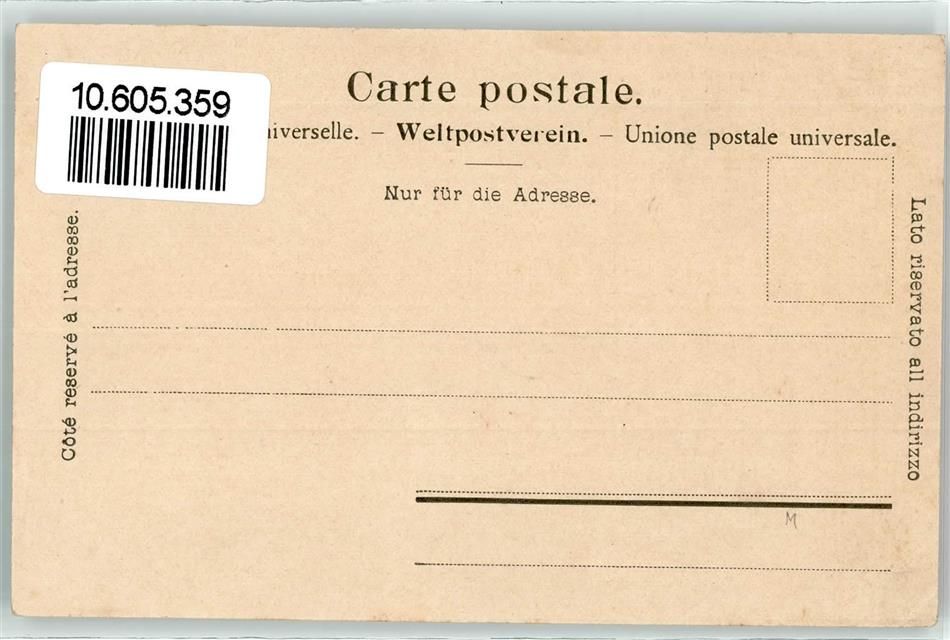 10.605.359
Carte postale.
iverselle. – Weltpostverein. – Unione postale universale.
Nur für die Adresse.
Côté reservé à l'adresse.
Lato riservato all indirizzo
M